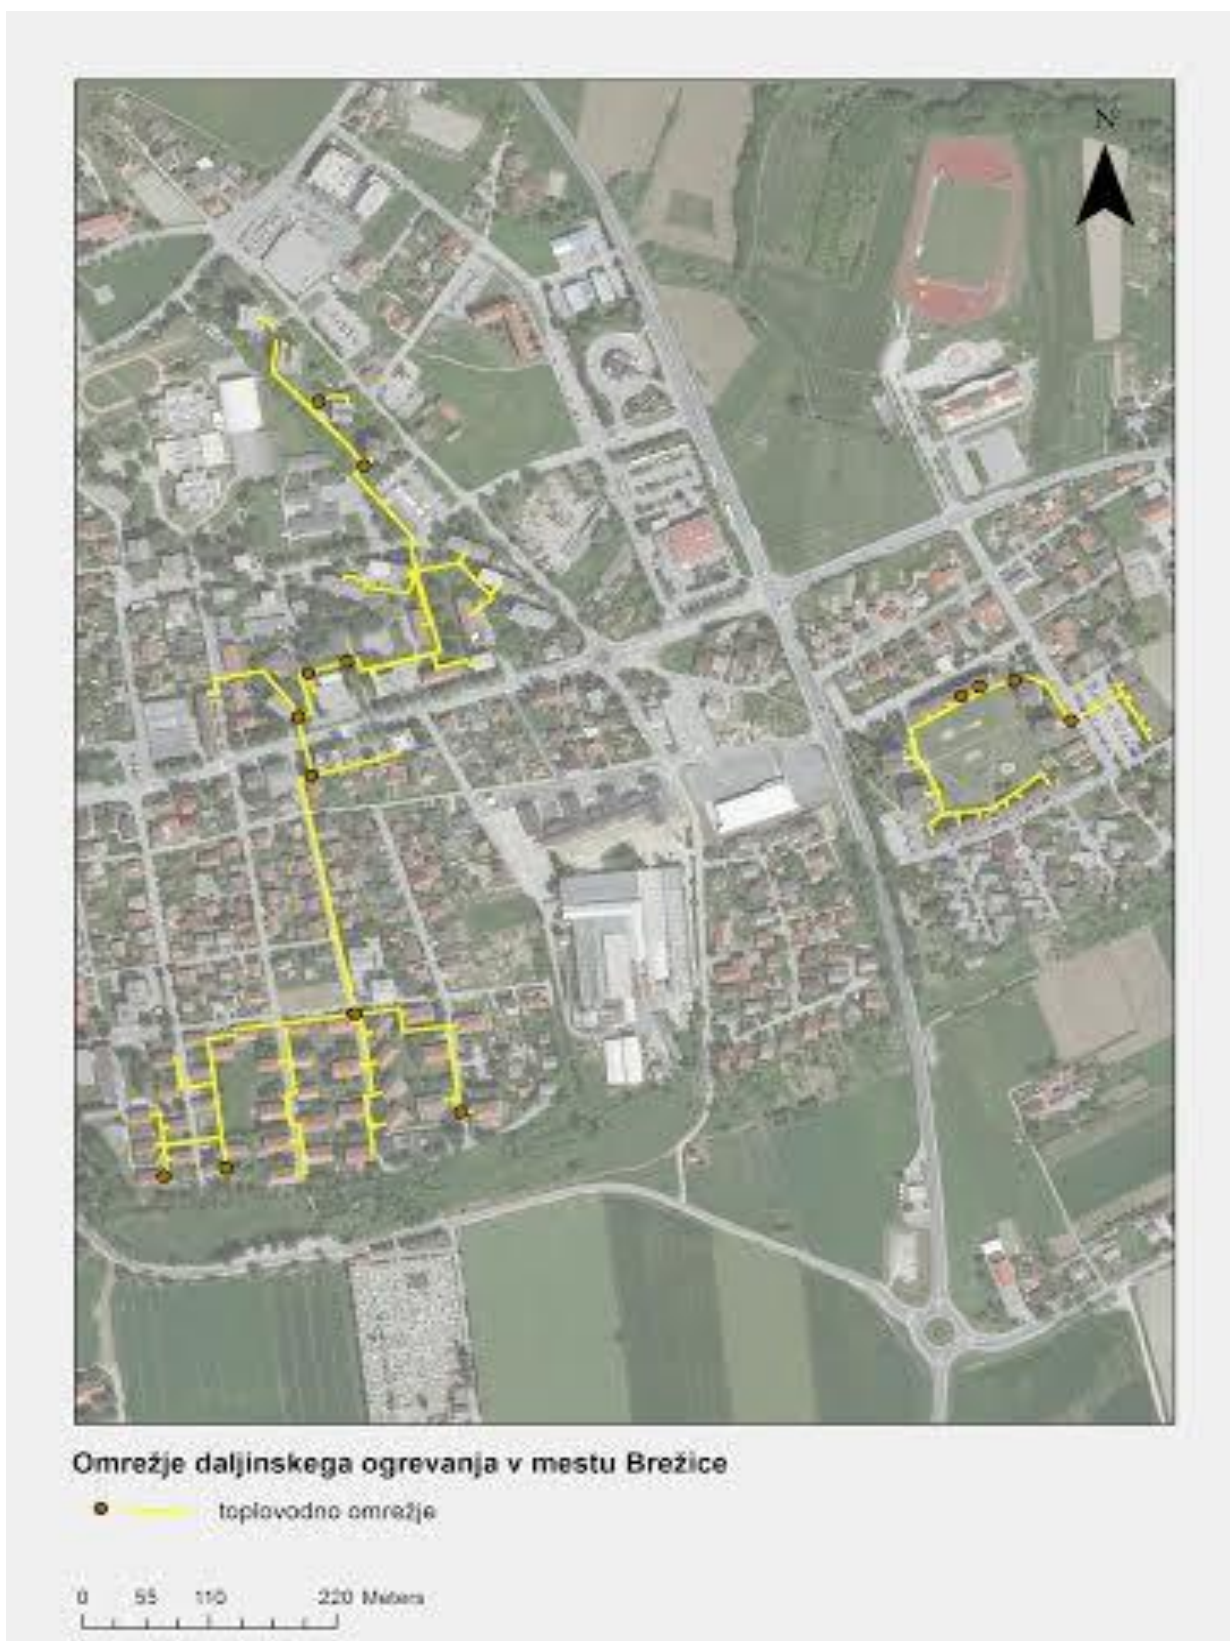 N
Omrežje daljinskega ogrevanja v mestu Brežice
toplovodno omrežje
0 55 110 220 Meters